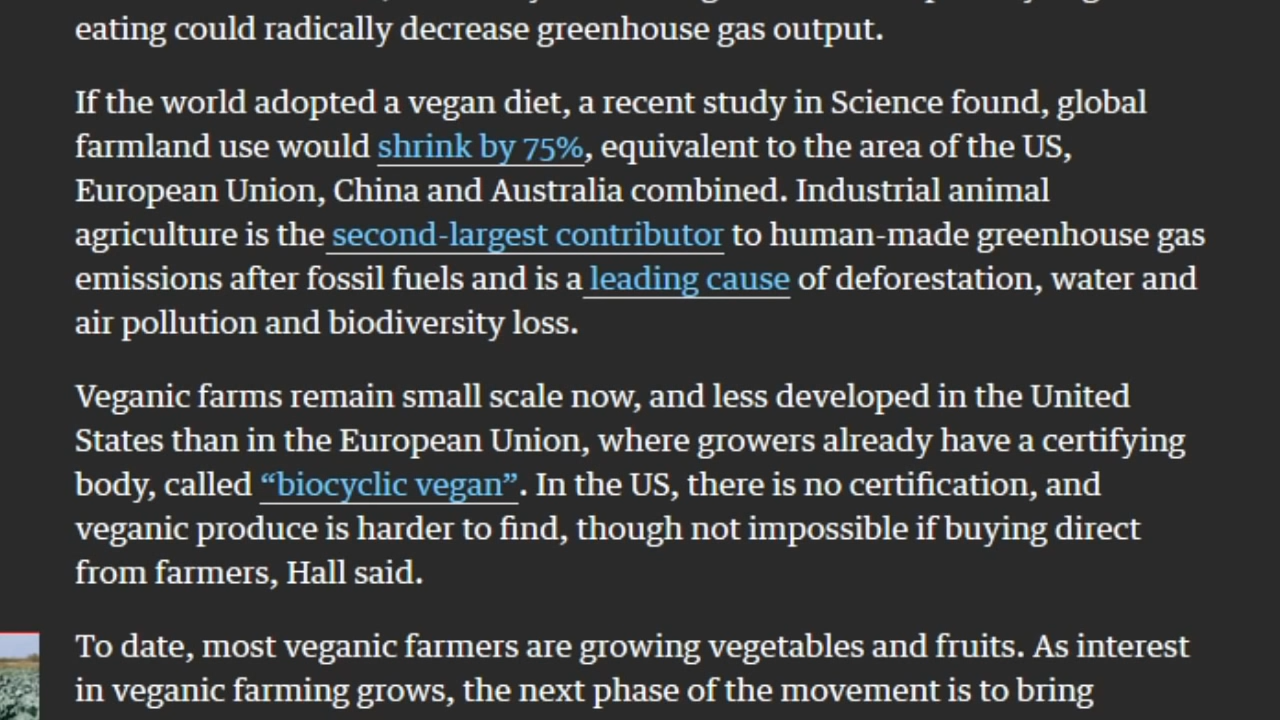 eating could radically decrease greenhouse gas output.
If the world adopted a vegan diet, a recent study in Science found, global
farmland use would shrink by 75%, equivalent to the area of the US,
European Union, China and Australia combined. Industrial animal
agriculture is the second-largest contributor to human-made greenhouse gas
emissions after fossil fuels and is a leading cause of deforestation, water and
air pollution and biodiversity loss.
Veganic farms remain small scale now, and less developed in the United
States than in the European Union, where growers already have a certifying
body, called “biocyclic vegan”. In the US, there is no certification, and
veganic produce is harder to find, though not impossible if buying direct
from farmers, Hall said.
To date, most veganic farmers are growing vegetables and fruits. As interest
in veganic farming grows, the next phase of the movement is to bring